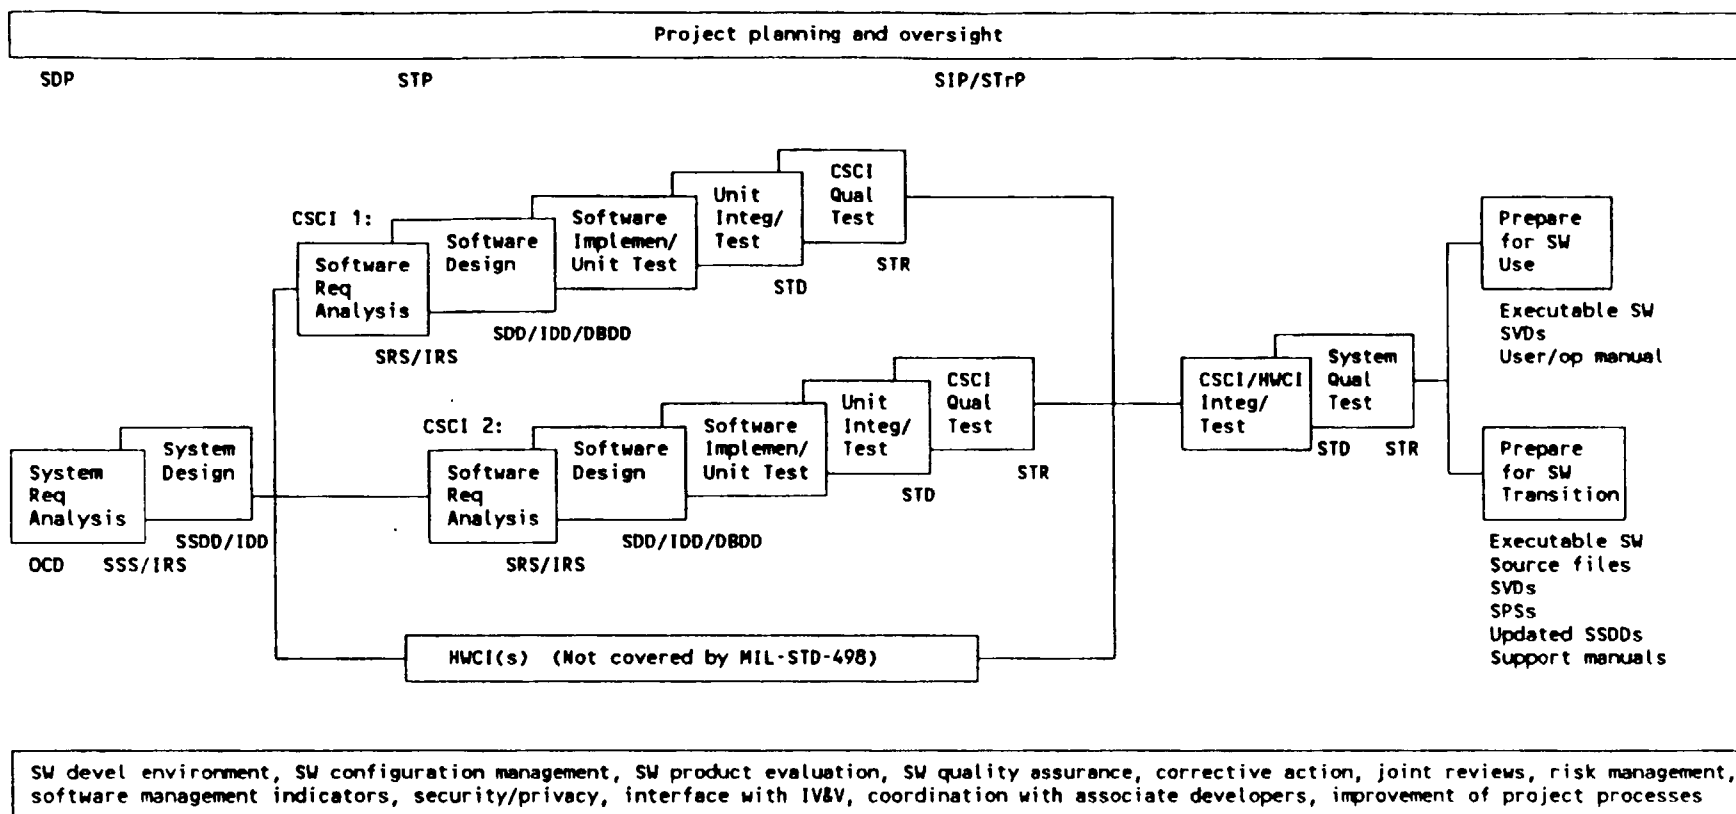 Project planning and oversight
SDP
STP
SIP/STrP
CSCI 1:
Software
Req
Analysis
SRS/IRS
Software
Design
SDD/IDD/DBDD
Software
Implemen/
Unit Test
Unit
Integ/
Test
STD
CSCI
Qual
Test
STR
System
Req
Analysis
OCD
SSS/IRS
System
Design
SSDD/IDD
CSCI 2:
Software
Req
Analysis
SRS/IRS
Software
Design
SDD/IDD/DBDD
Software
Implemen/
Unit Test
Unit
Integ/
Test
STD
CSCI
Qual
Test
STR
HWCI(s) (Not covered by MIL-STD-498)
CSCI/HWCI
Integ/
Test
STD
System
Qual
Test
STR
Prepare
for SW
Use
Executable SW
SVDs
User/op manual
Prepare
for SW
Transition
Executable SW
Source files
SVDs
SPSs
Updated SSDDs
Support manuals
SW devel environment, SW configuration management, SW product evaluation, SW quality assurance, corrective action, joint reviews, risk management,
software management indicators, security/privacy, interface with IV&V, coordination with associate developers, improvement of project processes